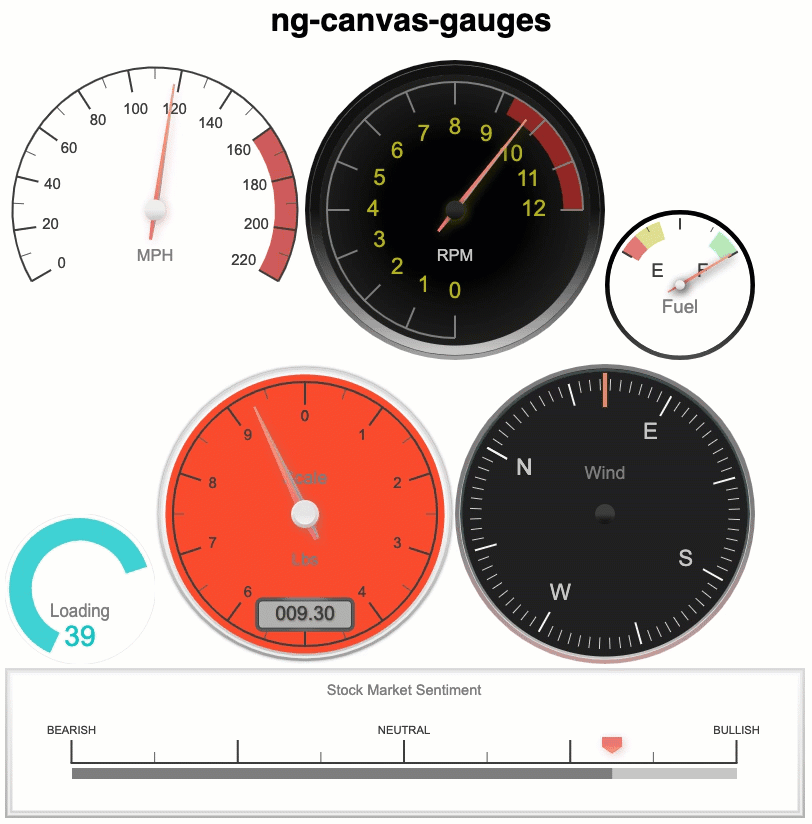 ng-canvas-gauges
0
20
40
60
80
100
120
140
160
180
200
220
MPH
0
1
2
3
4
5
6
7
8
9
10
11
12
RPM
E
I
F
Fuel
0
1
2
3
4
6
7
8
9
Scale
Lbs
009.30
N
E
S
W
Wind
Loading
39
Stock Market Sentiment
BEARISH NEUTRAL BULLISH